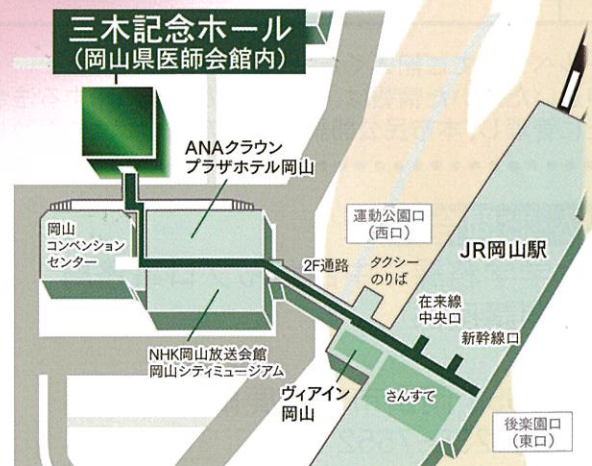 三木記念ホール
(岡山県医師会館内)
ANAクラウン
プラザホテル岡山
岡山
コンベンション
センター
運動公園口
(西口)
JR岡山駅
2F通路
タクシー
のりば
在来線
中央口
新幹線口
NHK岡山放送会館
岡山シティミュージアム
ヴィアイン
岡山
さんすて
後楽園口
(東口)